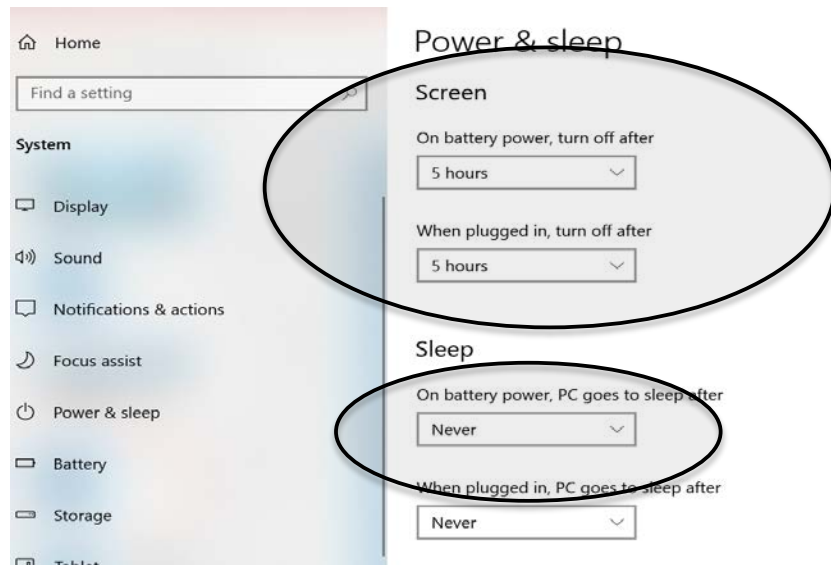 Home
Find a setting
System
Display
Sound
Notifications & actions
Focus assist
Power & sleep
Battery
Storage
Tablet
Power & sleep
Screen
On battery power, turn off after
5 hours
When plugged in, turn off after
5 hours
Sleep
On battery power, PC goes to sleep after
Never
When plugged in, PC goes to sleep after
Never